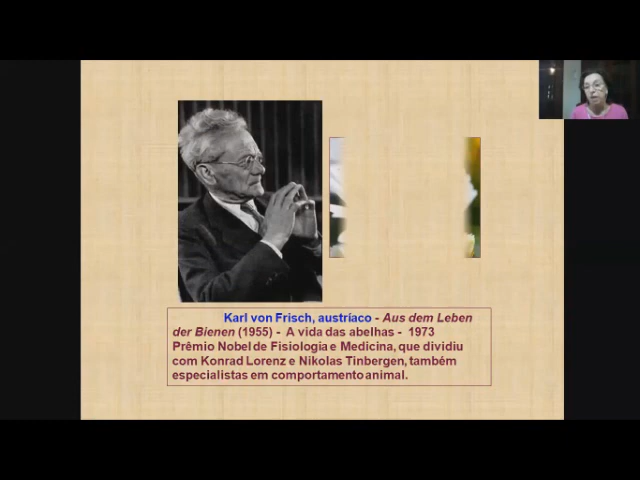 Karl von Frisch, austríaco - Aus dem Leben
der Bienen (1955) - A vida das abelhas - 1973
Prêmio Nobel de Fisiologia e Medicina, que dividiu
com Konrad Lorenz e Nikolas Tinbergen, também
especialistas em comportamento animal.